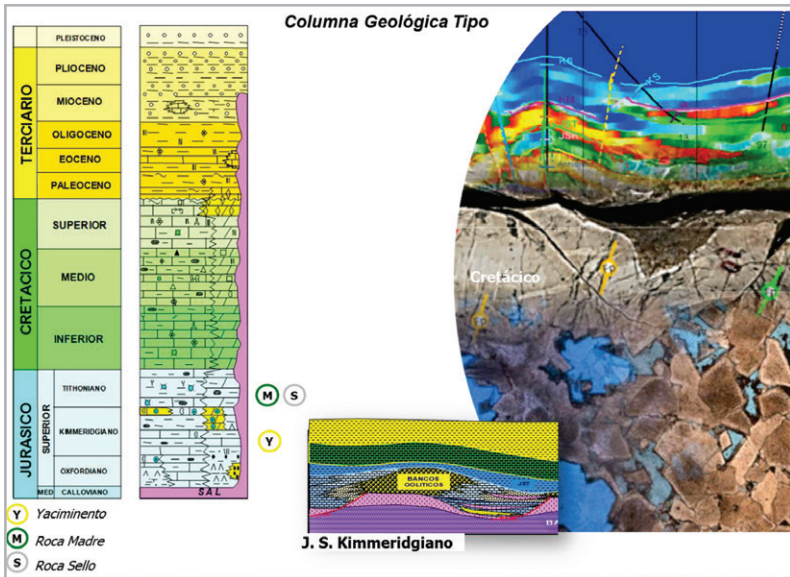 Columna Geológica Tipo
TERCIARIO
PLEISTOCENO
PLIOCENO
MIOCENO
OLIGOCENO
EOCENO
PALEOCENO
CRETACICO
SUPERIOR
MEDIO
INFERIOR
JURASICO
SUPERIOR
TITHONIANO
KIMMERIDGIANO
OXFORDIANO
MED
CALLOVIANO
SAL
M S
Y
Y Yaciminento
M Roca Madre
S Roca Sello
BANCOS
OOLITICOS
J. S. Kimmeridgiano
KS
Cretácico